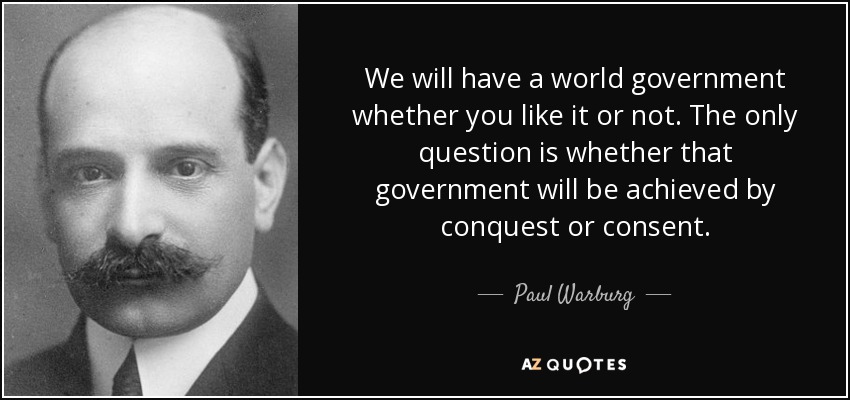 We will have a world government
whether you like it or not. The only
question is whether that
government will be achieved by
conquest or consent.
Paul Warburg
AZ QUOTES